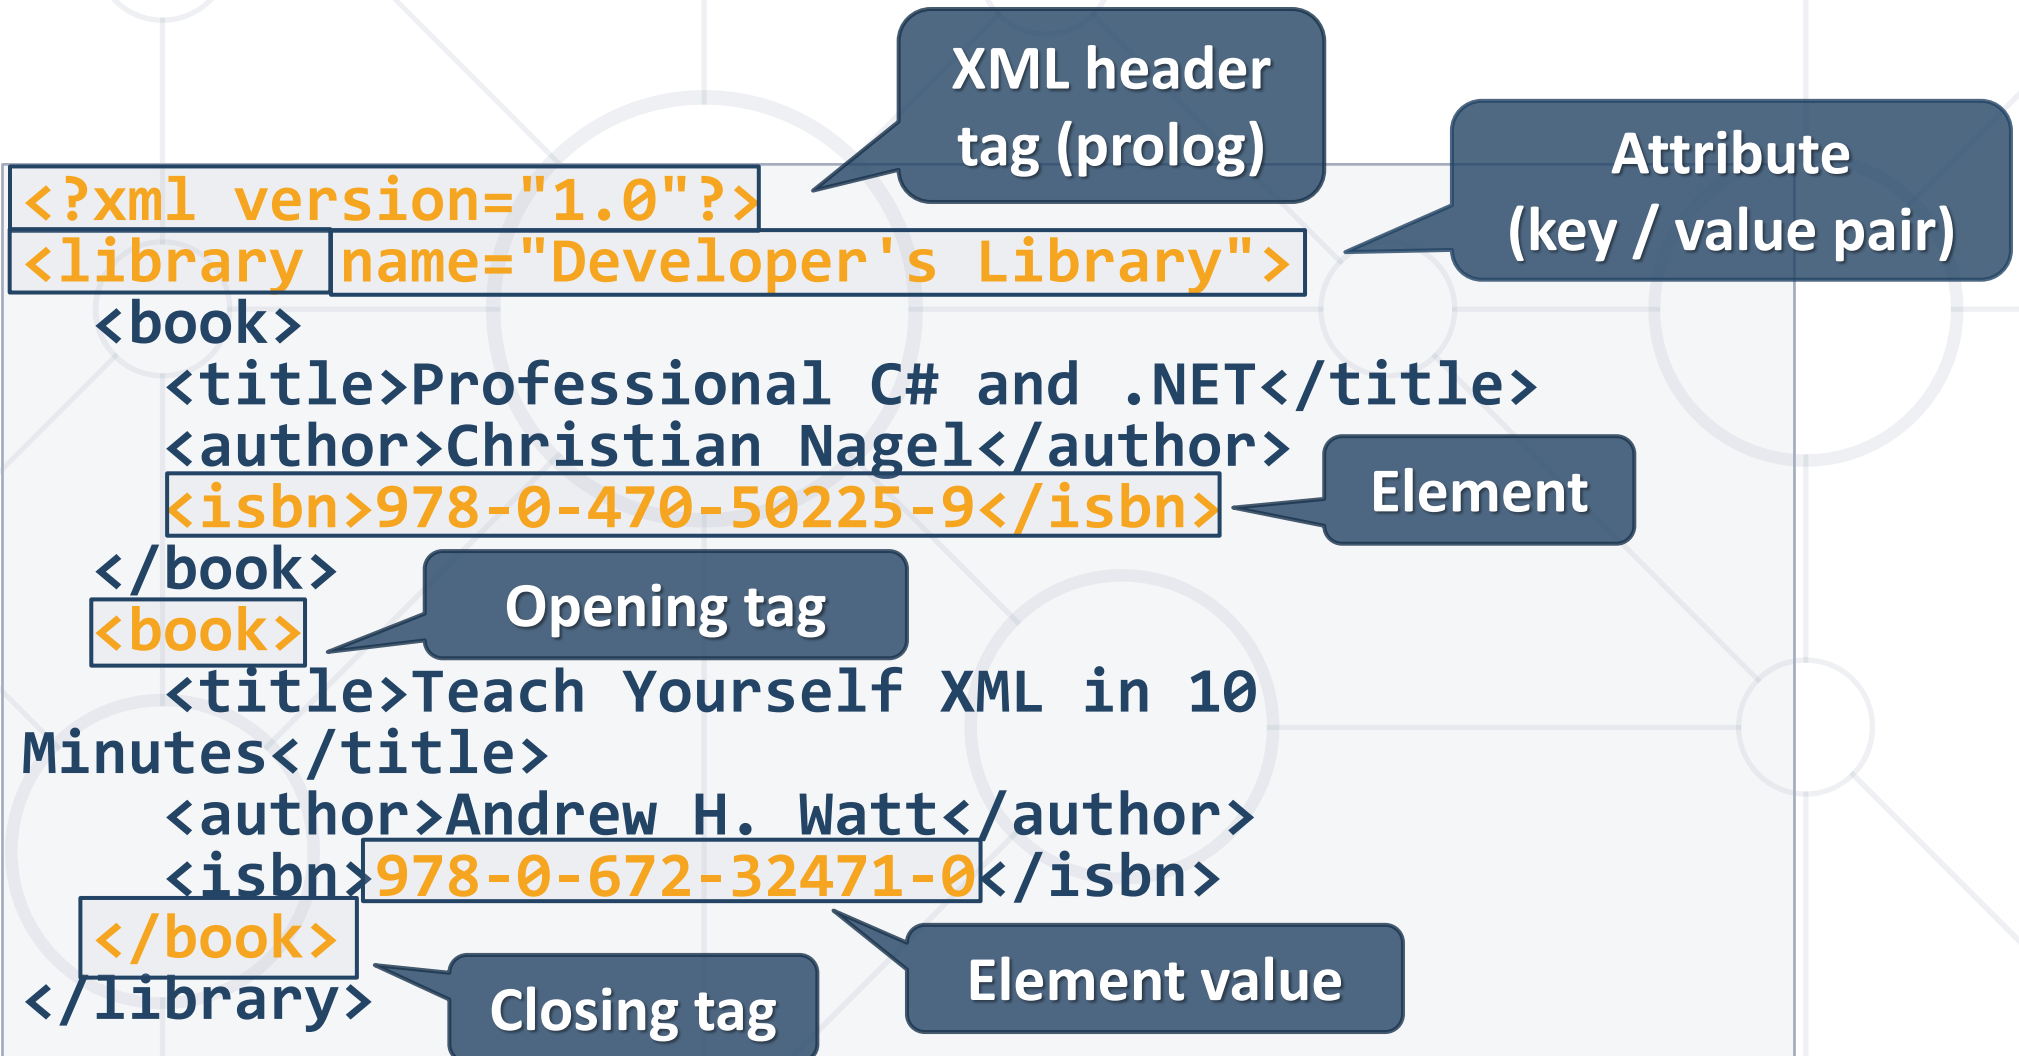 XML header
tag (prolog)
Attribute
(key / value pair)
<?xml version="1.0"?>
<library name="Developer's Library">
<book>
<title>Professional C# and .NET</title>
<author>Christian Nagel</author>
<isbn>978-0-470-50225-9</isbn>
Element
</book>
Opening tag
<book>
<title>Teach Yourself XML in 10
Minutes</title>
<author>Andrew H. Watt</author>
<isbn>978-0-672-32471-0</isbn>
</book>
Element value
</library>
Closing tag